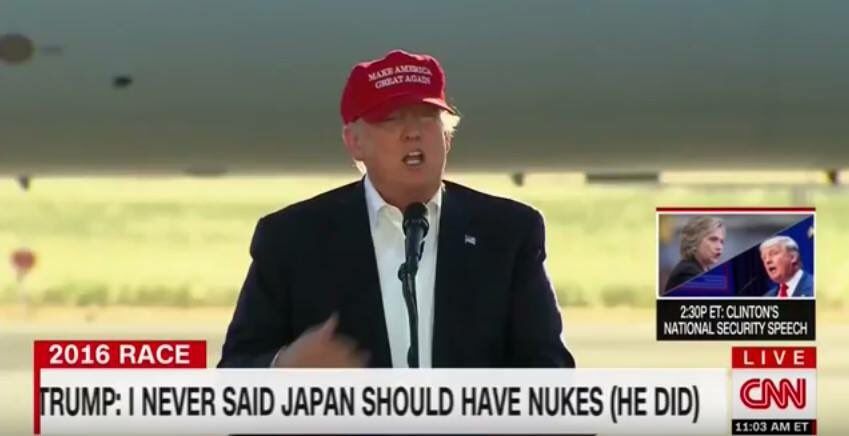 MAKE AMERICA
GREAT AGAIN
2:30P ET: CLINTON'S
NATIONAL SECURITY SPEECH
2016 RACE
LIVE
TRUMP: I NEVER SAID JAPAN SHOULD HAVE NUKES (HE DID)
CNN
11:03 AM ET